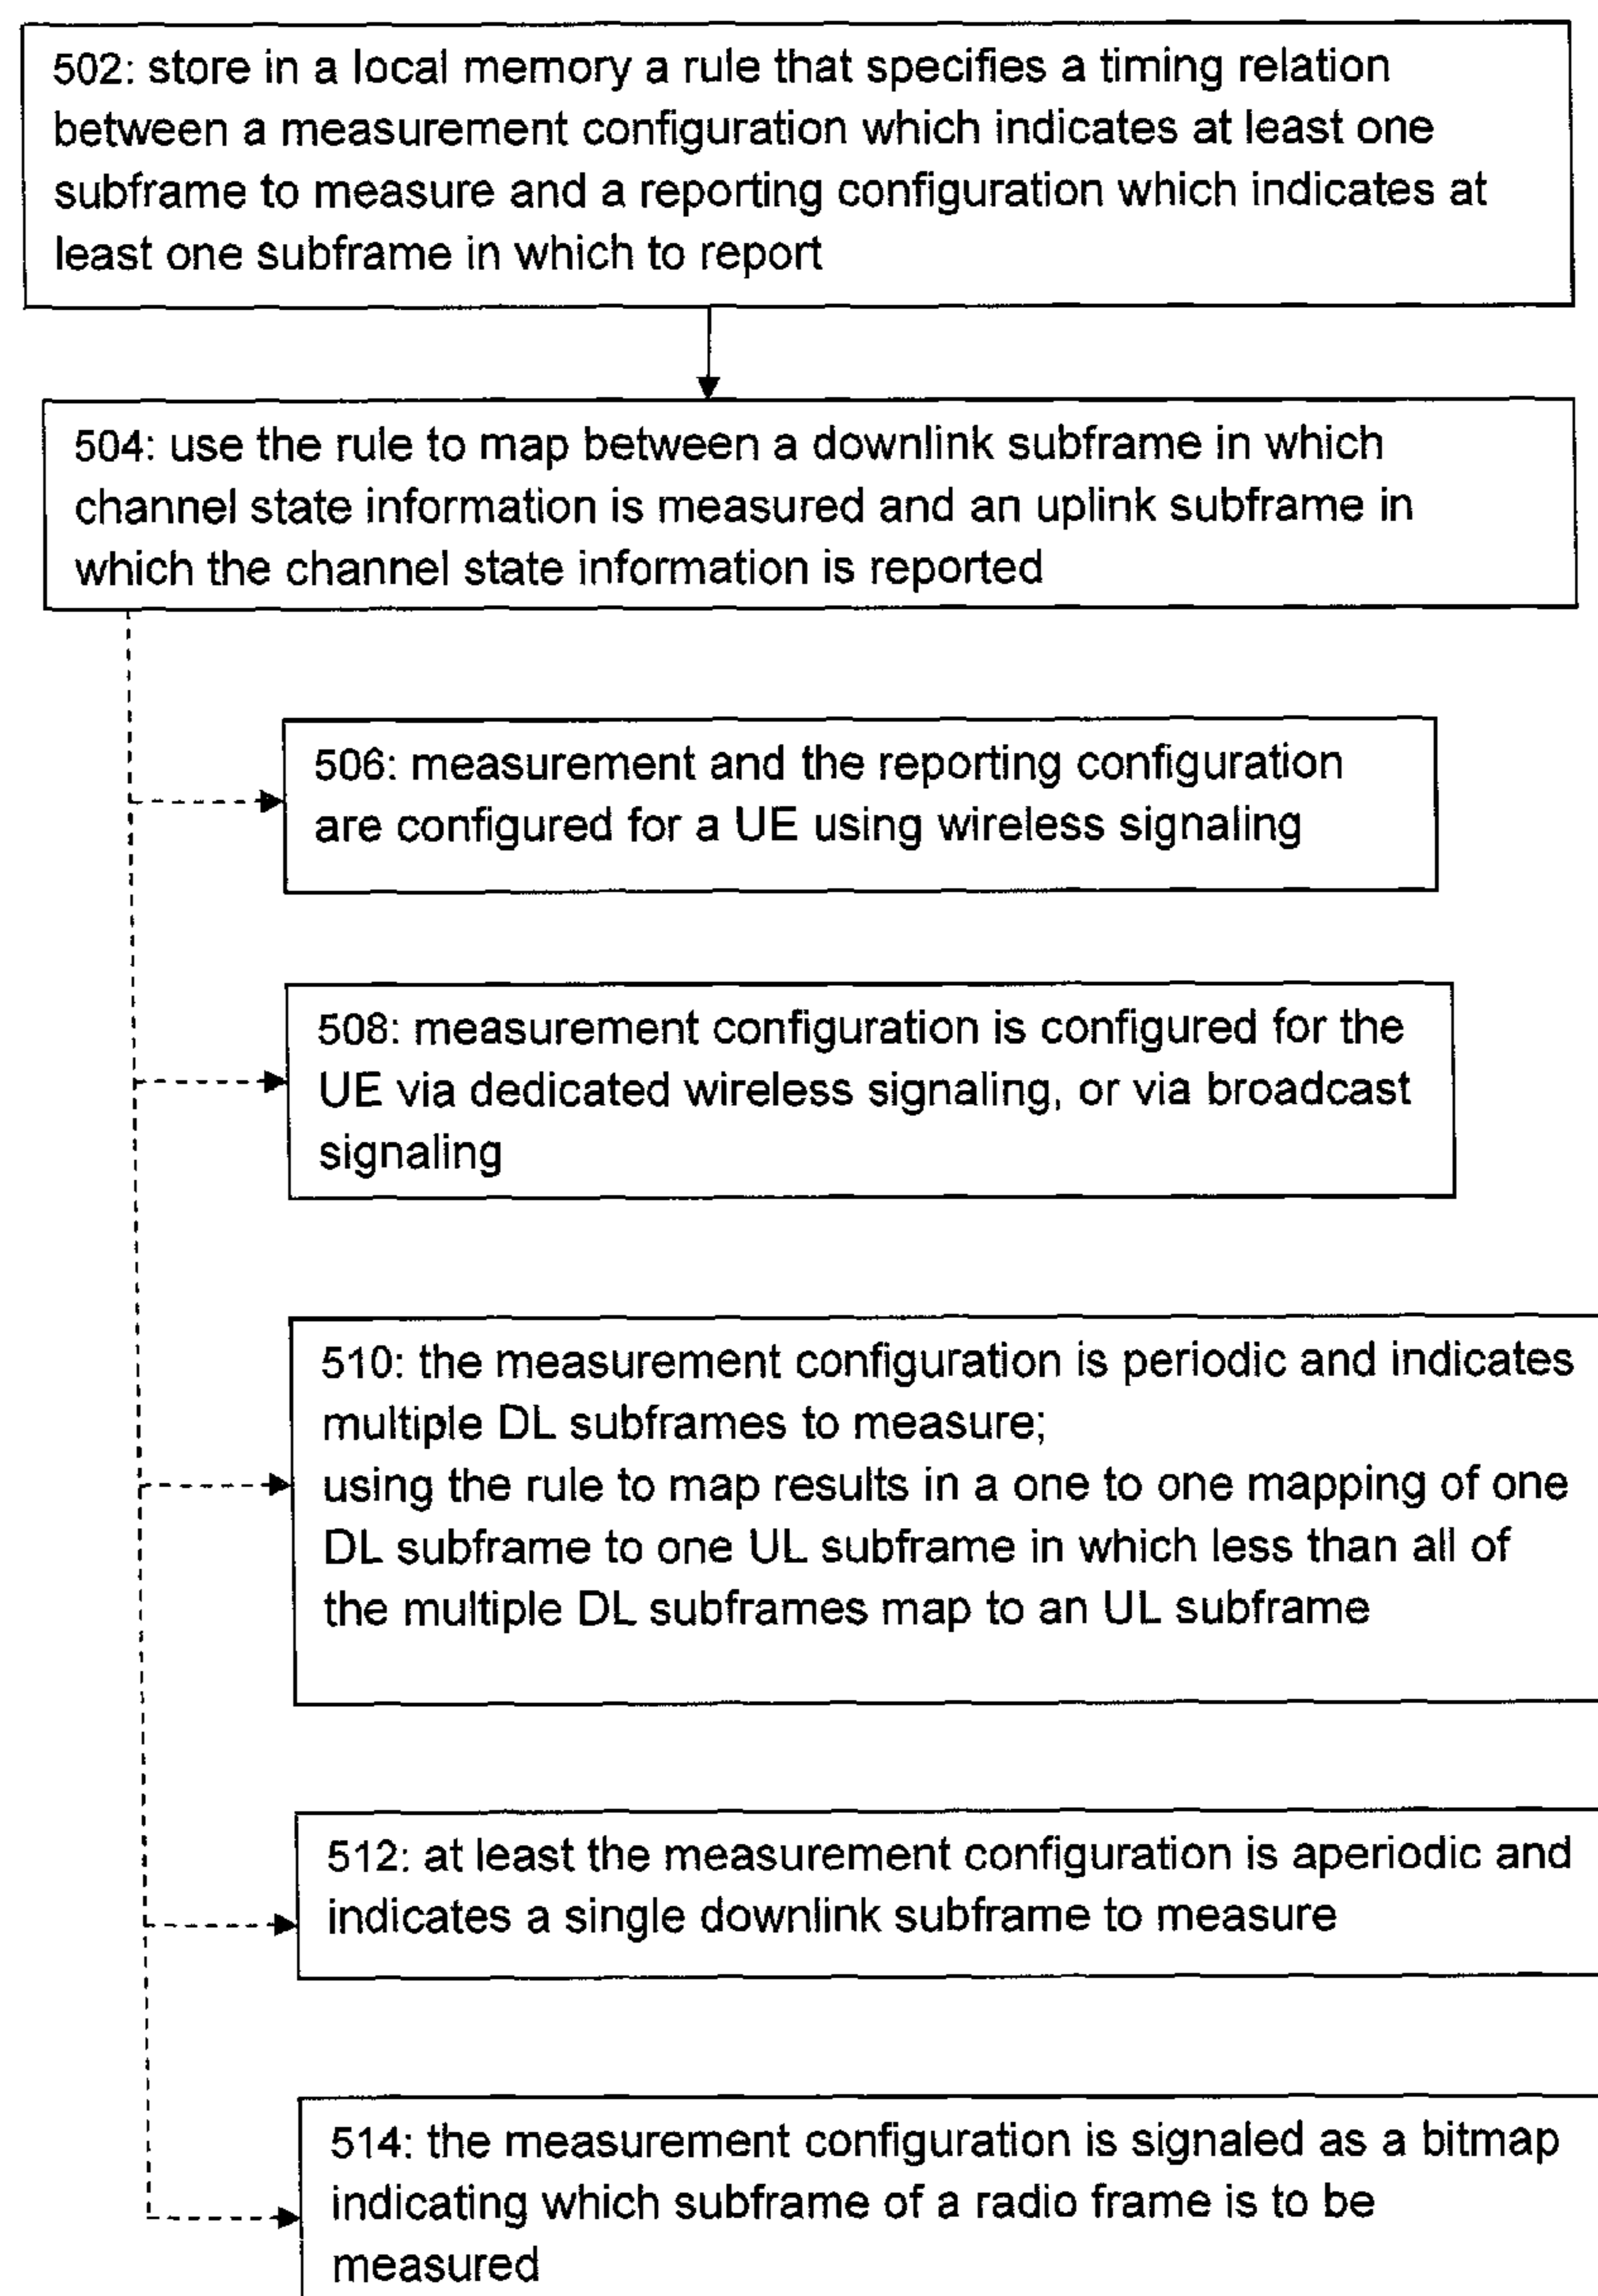 502: store in a local memory a rule that specifies a timing relation
between a measurement configuration which indicates at least one
subframe to measure and a reporting configuration which indicates at
least one subframe in which to report
504: use the rule to map between a downlink subframe in which
channel state information is measured and an uplink subframe in
which the channel state information is reported
506: measurement and the reporting configuration
are configured for a UE using wireless signaling
508: measurement configuration is configured for the
UE via dedicated wireless signaling, or via broadcast
signaling
510: the measurement configuration is periodic and indicates
multiple DL subframes to measure;
using the rule to map results in a one to one mapping of one
DL subframe to one UL subframe in which less than all of
the multiple DL subframes map to an UL subframe
512: at least the measurement configuration is aperiodic and
indicates a single downlink subframe to measure
514: the measurement configuration is signaled as a bitmap
indicating which subframe of a radio frame is to be
measured